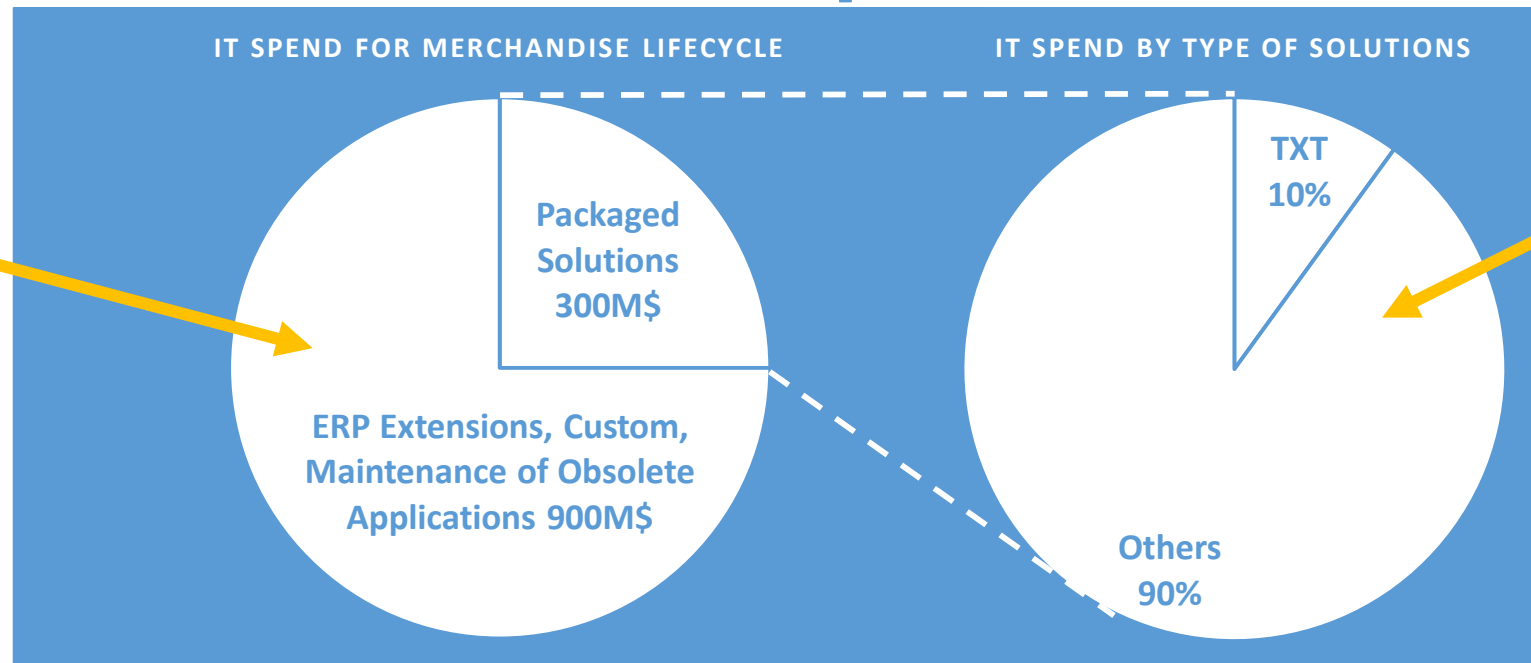 IT SPEND FOR MERCHANDISE LIFECYCLE
IT SPEND BY TYPE OF SOLUTIONS
Packaged
Solutions
300M$
ERP Extensions, Custom,
Maintenance of Obsolete
Applications 900M$
TXT
10%
Others
90%